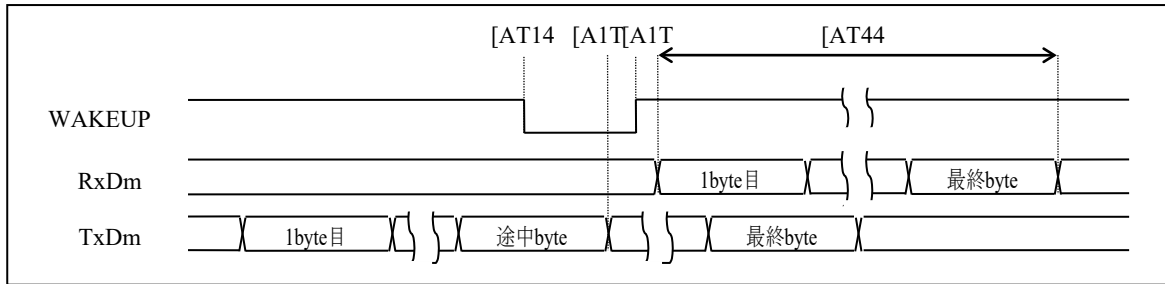 [AT14 [A1T[A1T [AT44
WAKEUP
RxDm 1byte目 最終byte
TxDm 1byte目 途中byte 最終byte